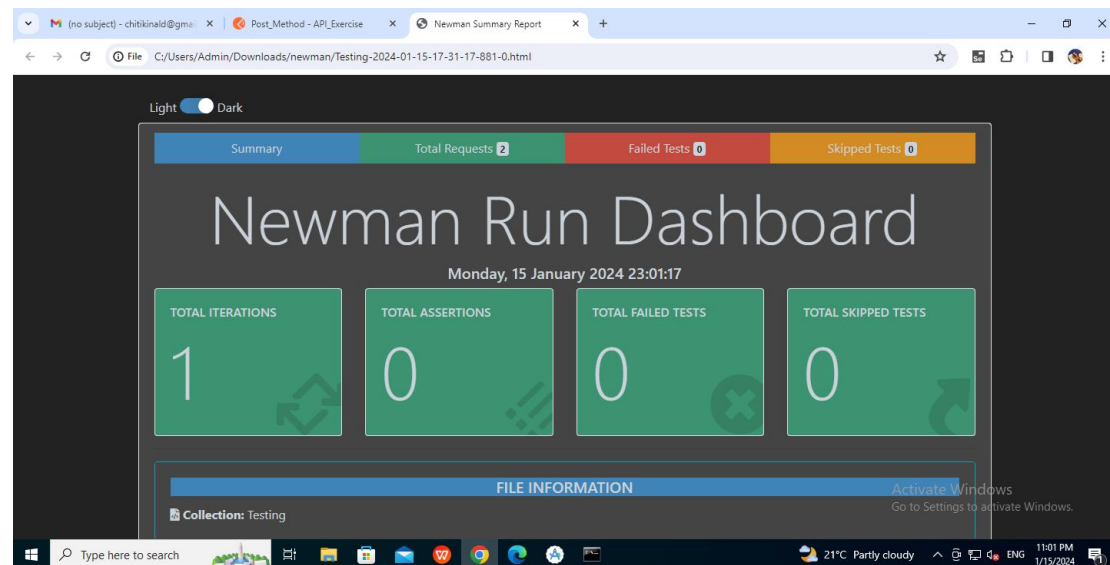 (no subject) - chitikinald@gmai
Post_Method - API_Exercise
Newman Summary Report
File C:/Users/Admin/Downloads/newman/Testing-2024-01-15-17-31-17-881-0.html
Se
Light Dark
Summary Total Requests 2 Failed Tests 0 Skipped Tests 0
Newman Run Dashboard
Monday, 15 January 2024 23:01:17
TOTAL ITERATIONS TOTAL ASSERTIONS TOTAL FAILED TESTS TOTAL SKIPPED TESTS
1 0 0 0
FILE INFORMATION
Collection: Testing
Activate Windows
Go to Settings to activate Windows.
Type here to search 21°C Partly cloudy ENG 11:01 PM
1/15/2024